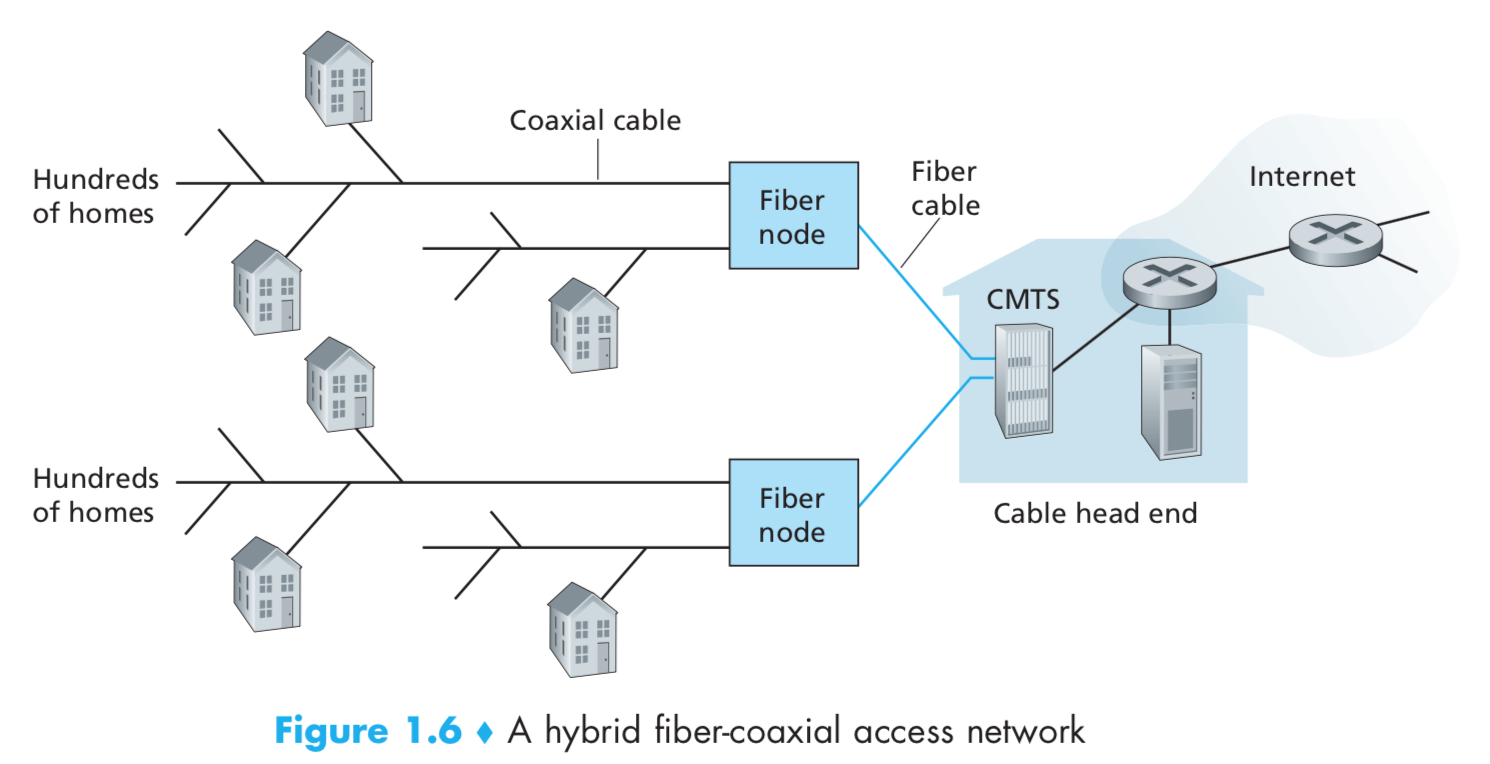 Coaxial cable
Hundreds
of homes
Fiber
node
Fiber
cable
Internet
CMTS
Hundreds
of homes
Fiber
node
Cable head end
Figure 1.6 ♦ A hybrid fiber-coaxial access network